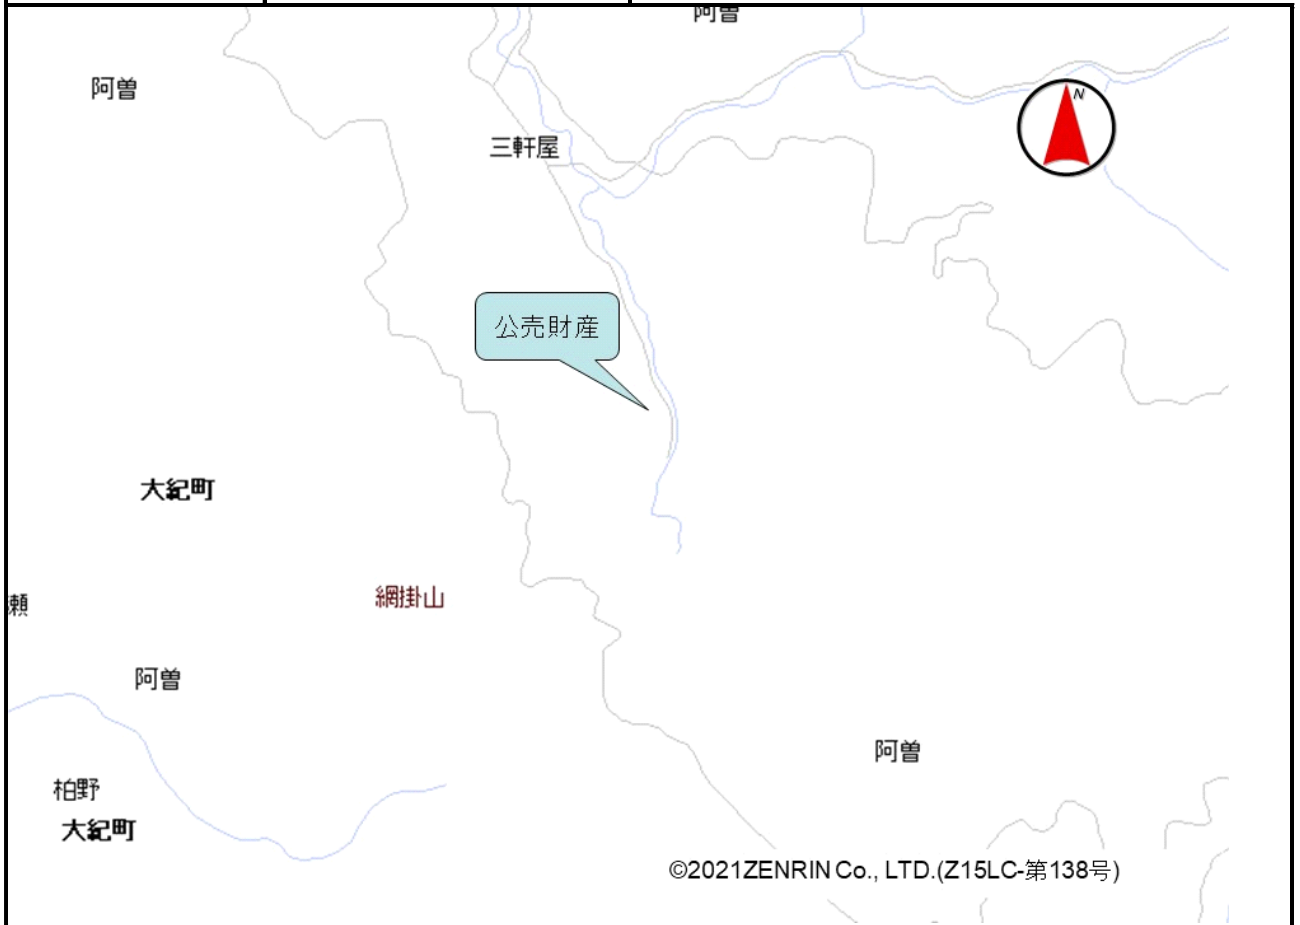 阿曽
阿曽
N
三軒屋
公売財産
大紀町
網掛山
瀬
阿曽
阿曽
柏野
大紀町
©2021ZENRIN Co., LTD.(Z15LC-第138号)